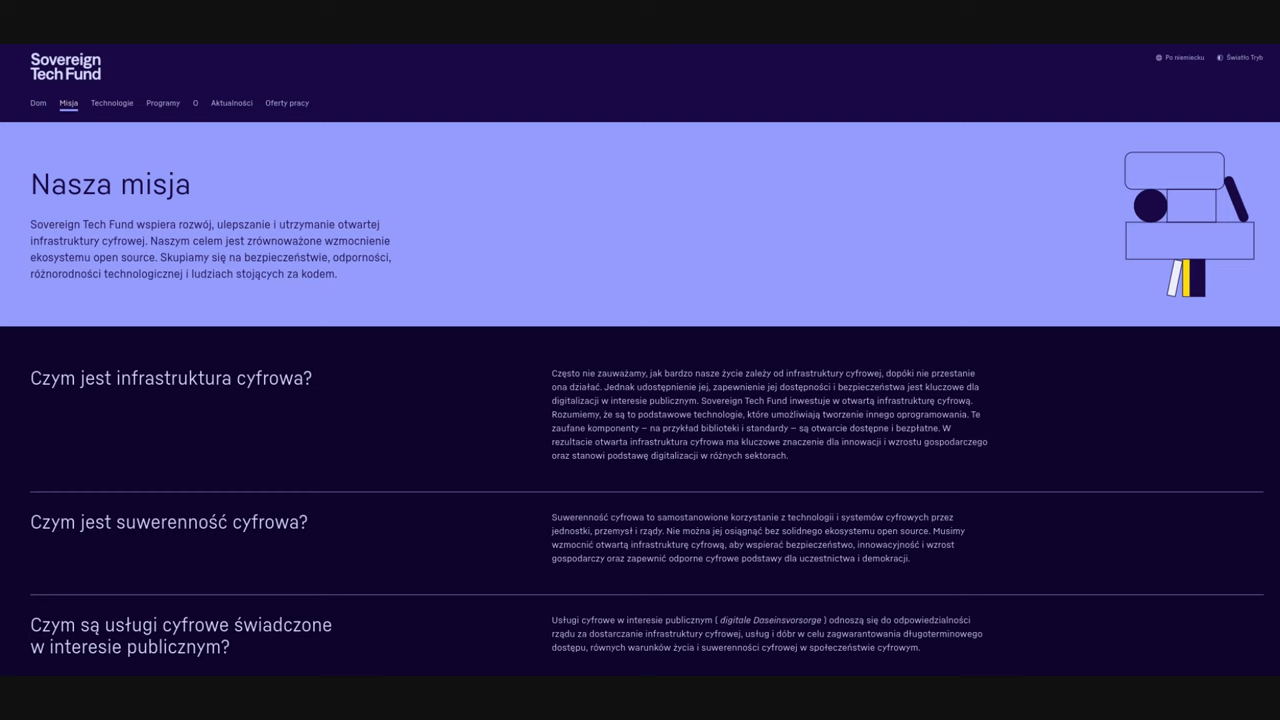 Sovereign
Tech Fund
Po niemiecku
Światło Tryb
Dom
Misja
Technologie
Programy
O
Aktualności
Oferty pracy
Nasza misja
Sovereign Tech Fund wspiera rozwój, ulepszanie i utrzymanie otwartej
infrastruktury cyfrowej. Naszym celem jest zrównoważone wzmocnienie
ekosystemu open source. Skupiamy się na bezpieczeństwie, odporności,
różnorodności technologicznej i ludziach stojących za kodem.
Czym jest infrastruktura cyfrowa?
Często nie zauważamy, jak bardzo nasze życie zależy od infrastruktury cyfrowej, dopóki nie przestanie
ona działać. Jednak udostępnienie jej, zapewnienie jej dostępności i bezpieczeństwa jest kluczowe dla
digitalizacji w interesie publicznym. Sovereign Tech Fund inwestuje w otwartą infrastrukturę cyfrową.
Rozumiemy, że są to podstawowe technologie, które umożliwiają tworzenie innego oprogramowania. Te
zaufane komponenty – na przykład biblioteki i standardy – są otwarcie dostępne i bezpłatne. W
rezultacie otwarta infrastruktura cyfrowa ma kluczowe znaczenie dla innowacji i wzrostu gospodarczego
oraz stanowi podstawę digitalizacji w różnych sektorach.
Czym jest suwerenność cyfrowa?
Suwerenność cyfrowa to samostanowione korzystanie z technologii i systemów cyfrowych przez
jednostki, przemysł i rządy. Nie można jej osiągnąć bez solidnego ekosystemu open source. Musimy
wzmocnić otwartą infrastrukturę cyfrową, aby wspierać bezpieczeństwo, innowacyjność i wzrost
gospodarczy oraz zapewnić odporne cyfrowe podstawy dla uczestnictwa i demokracji.
Czym są usługi cyfrowe świadczone
w interesie publicznym?
Usługi cyfrowe w interesie publicznym ( digitale Daseinsvorsorge ) odnoszą się do odpowiedzialności
rządu za dostarczanie infrastruktury cyfrowej, usług i dóbr w celu zagwarantowania długoterminowego
dostępu, równych warunków życia i suwerenności cyfrowej w społeczeństwie cyfrowym.